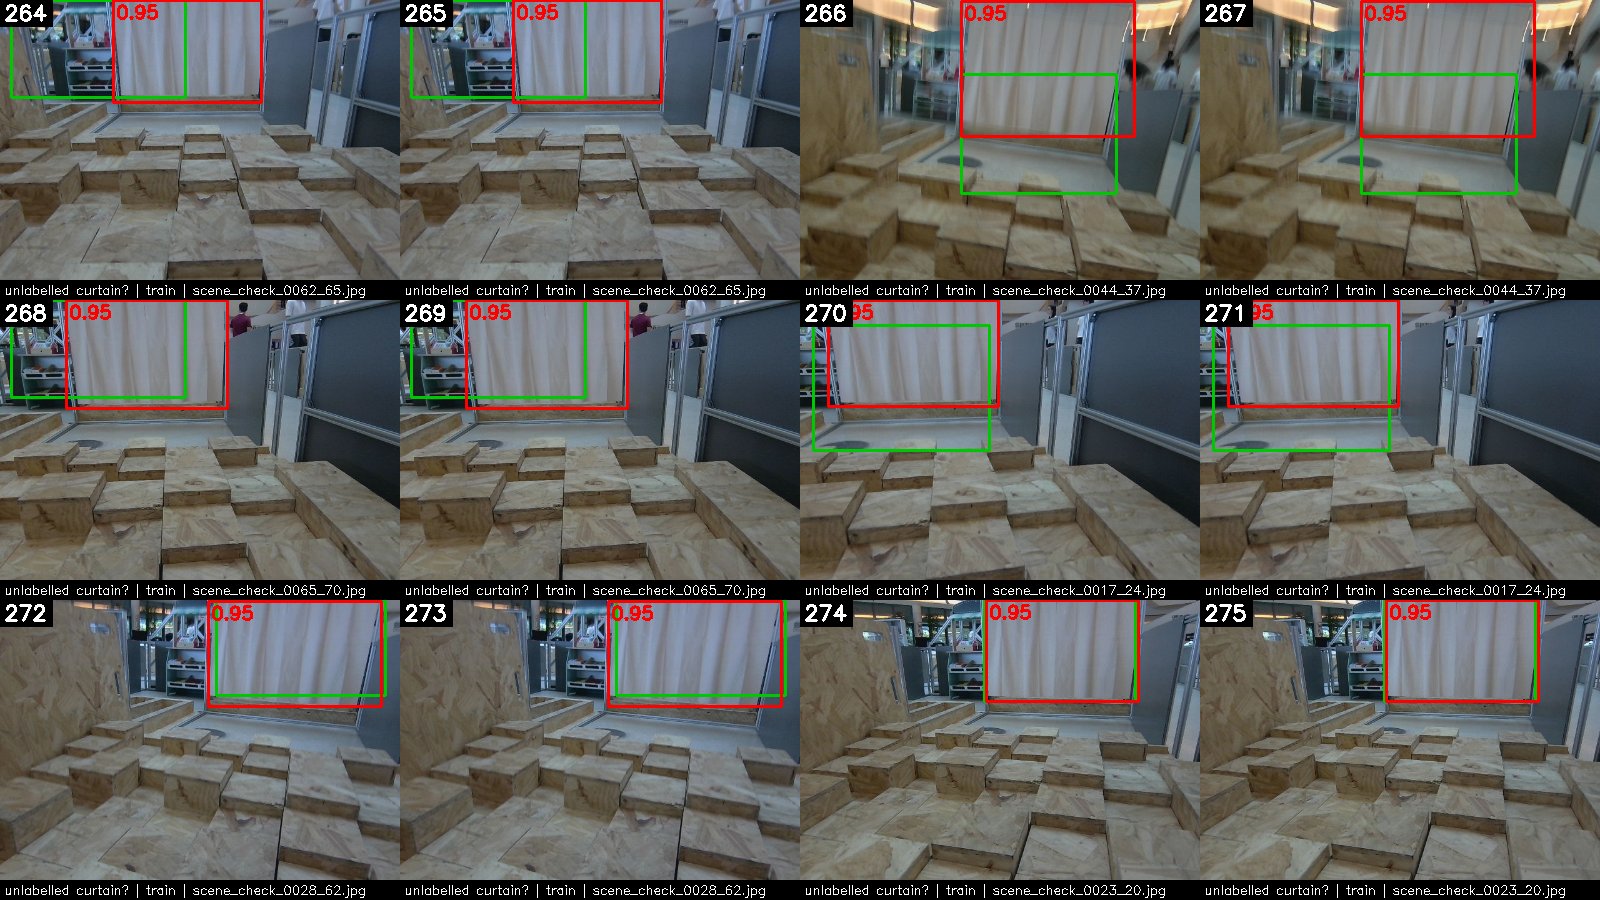 264 0.95 265 0.95 266 0.95 267 0.95
unlabelled curtain? | train | scene_check_0062_65.jpg unlabelled curtain? | train | scene_check_0062_65.jpg unlabelled curtain? | train | scene_check_0044_37.jpg unlabelled curtain? | train | scene_check_0044_37.jpg
268 0.95 269 0.95 270 95 271 95
unlabelled curtain? | train | scene_check_0065_70.jpg unlabelled curtain? | train | scene_check_0065_70.jpg unlabelled curtain? | train | scene_check_0017_24.jpg unlabelled curtain? | train | scene_check_0017_24.jpg
272 0.95 273 0.95 274 0.95 275 0.95
unlabelled curtain? | train | scene_check_0028_62.jpg unlabelled curtain? | train | scene_check_0028_62.jpg unlabelled curtain? | train | scene_check_0023_20.jpg unlabelled curtain? | train | scene_check_0023_20.jpg